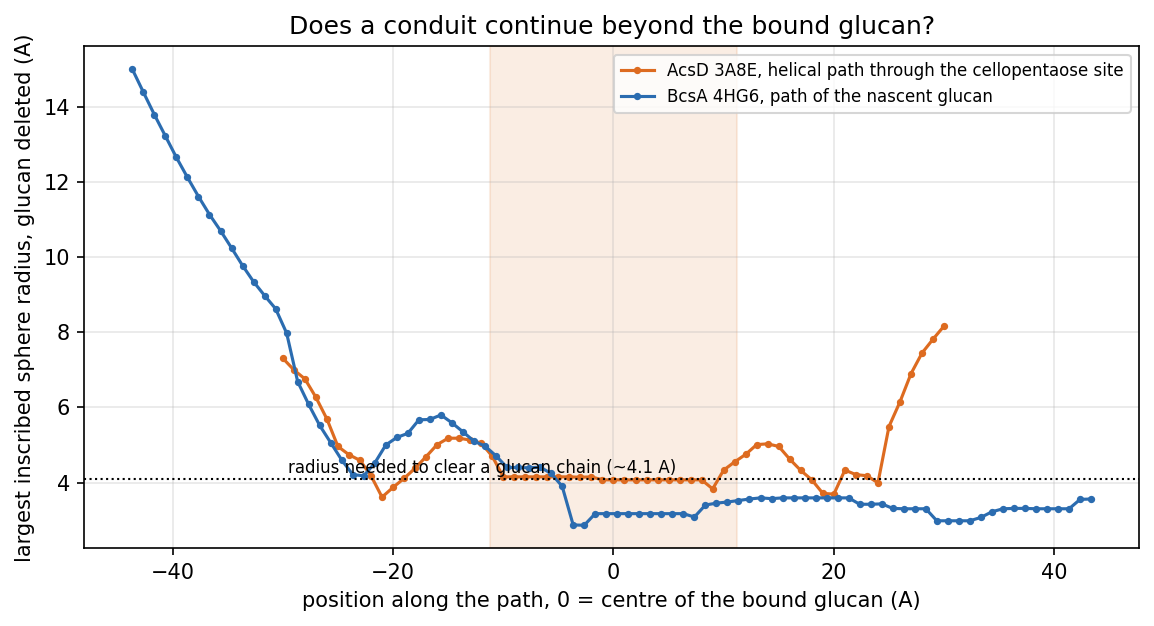 Does a conduit continue beyond the bound glucan?
largest inscribed sphere radius, glucan deleted (A)
14
12
10
8
6
4
AcsD 3A8E, helical path through the cellopentaose site
BcsA 4HG6, path of the nascent glucan
radius needed to clear a glucan chain (~4.1 A)
−40
−20
0
20
40
position along the path, 0 = centre of the bound glucan (A)